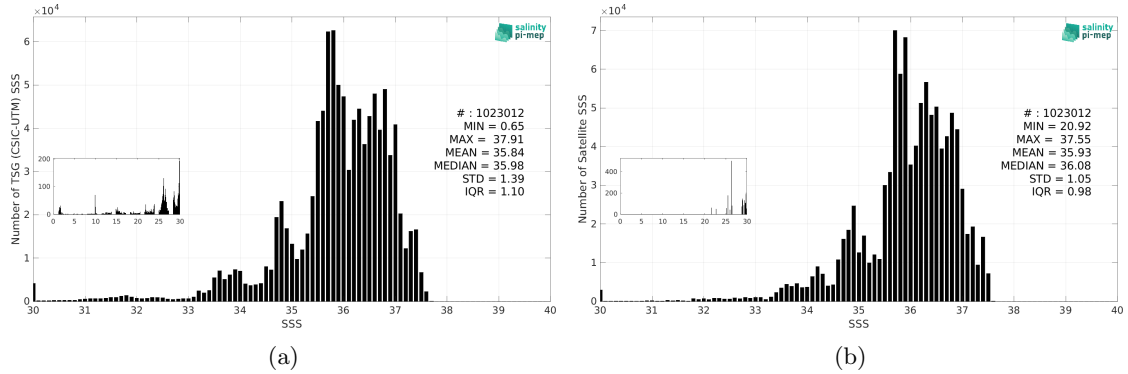 ×10⁴
salinity
pi-mep
Number of TSG (CSIC-UTM) SSS
6
5
4
3
2
1
0
# : 1023012
MIN = 0.65
MAX = 37.91
MEAN = 35.84
MEDIAN = 35.98
STD = 1.39
IQR = 1.10
200
100
0
0 5 10 15 20 25 30
30 31 32 33 34 35 36 37 38 39 40
SSS
(a)
×10⁴
salinity
pi-mep
Number of Satellite SSS
7
6
5
4
3
2
1
0
# : 1023012
MIN = 20.92
MAX = 37.55
MEAN = 35.93
MEDIAN = 36.08
STD = 1.05
IQR = 0.98
400
200
0
0 5 10 15 20 25 30
30 31 32 33 34 35 36 37 38 39 40
SSS
(b)